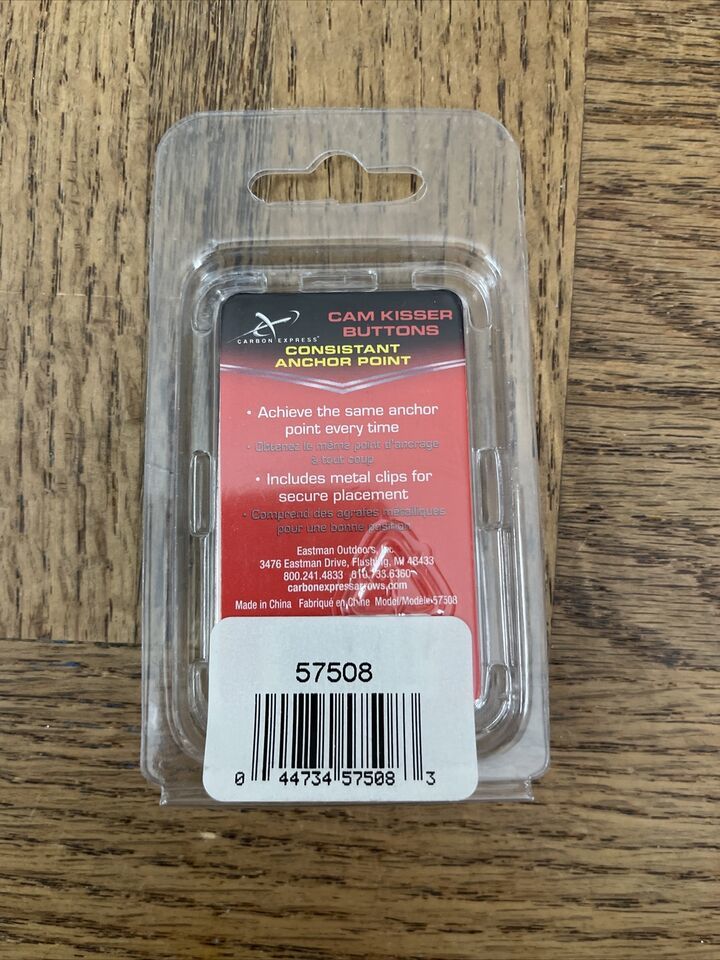 CARBON EXPRESS®
CAM KISSER
BUTTONS
CONSISTANT
ANCHOR POINT
• Achieve the same anchor
point every time
• Obtenez le même point d'ancrage
à tout coup
• Includes metal clips for
secure placement
• Comprend des agrafes métalliques
pour une bonne position
Eastman Outdoors, Inc.
3476 Eastman Drive, Flushing, MI 48433
800.241.4833 810.733.6360
carbonexpressarrows.com
Made in China Fabriqué en Chine Model/Modèle 57508
57508
0 44734 57508 3